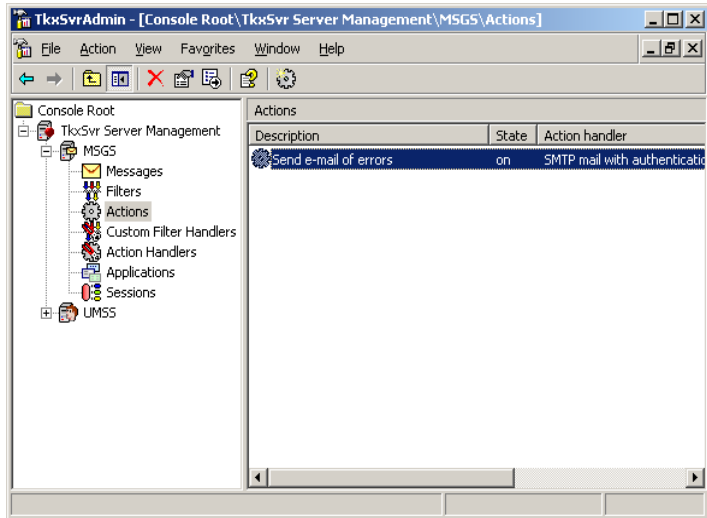 TkxSvrAdmin - [Console Root\TkxSvr Server Management\MSGS\Actions]
File Action View Favorites Window Help
Console Root
TkxSvr Server Management
MSGS
Messages
Filters
Actions
Custom Filter Handlers
Action Handlers
Applications
Sessions
UMSS
Actions
Description State Action handler
Send e-mail of errors on SMTP mail with authenticatio